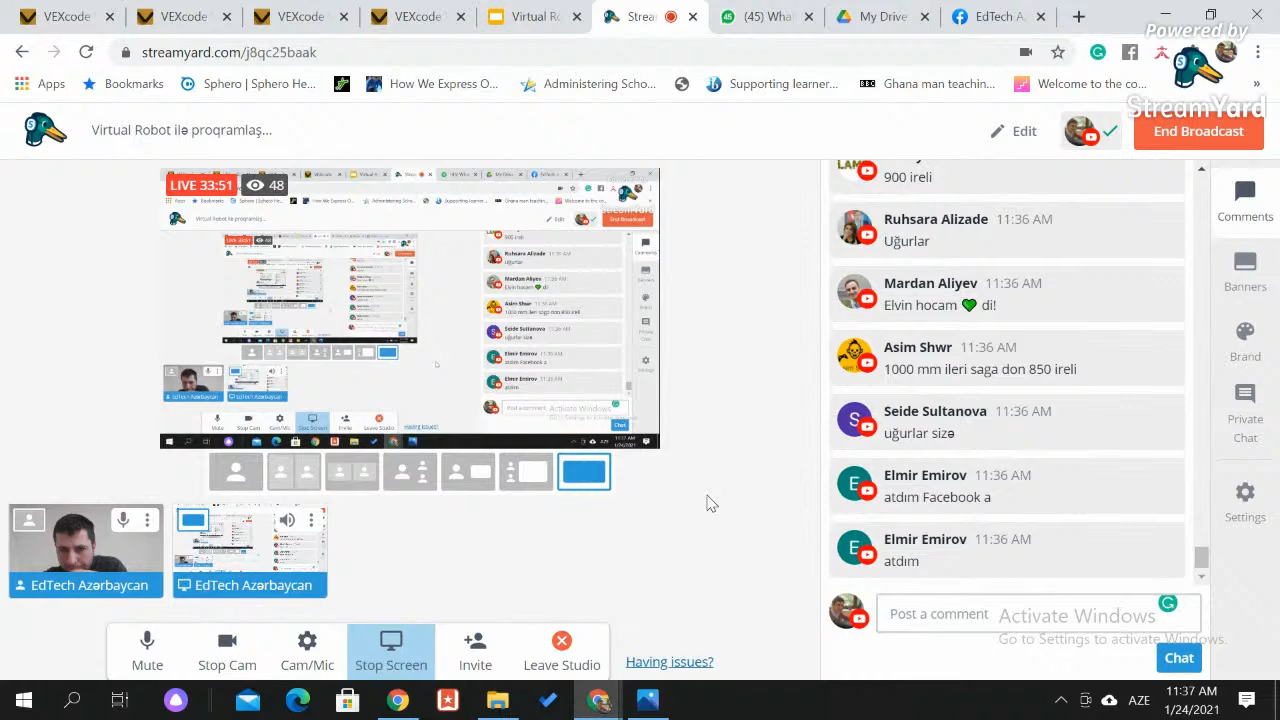 VEXcode
VEXcode
VEXcode
VEXcode
Virtual Ro
Strea
(45) Wha
My Drive
EdTech A
Powered by
StreamYard
streamyard.com/j8qc25baak
Apps
Bookmarks
Sphero | Sphero He...
How We Express O...
Administering Scho...
Supporting learner...
Ghana man teachin...
Welcome to the co...
»
Virtual Robot ilə proqramlaş...
Edit
End Broadcast
LIVE 33:51
48
900 ireli
Ruhsara Alizade 11:36 AM
Uğurlar
Mardan Aliyev 11:36 AM
Elvin hocam 💚 di!
Asim Shwr 11:36 AM
1000 mm ileri saga don 850 ireli
Seide Sultanova 11:36 AM
uğurlar size
Elmir Emirov 11:36 AM
atdim Facebook a
Elmir Emirov 11:36 AM
atdim
Post a comment
Chat
Comments
Banners
Brand
Private
Chat
Settings
EdTech Azərbaycan
EdTech Azərbaycan
Mute
Stop Cam
Cam/Mic
Stop Screen
Invite
Leave Studio
Having issues?
Activate Windows
Go to Settings to activate Windows.
AZE
11:37 AM
1/24/2021